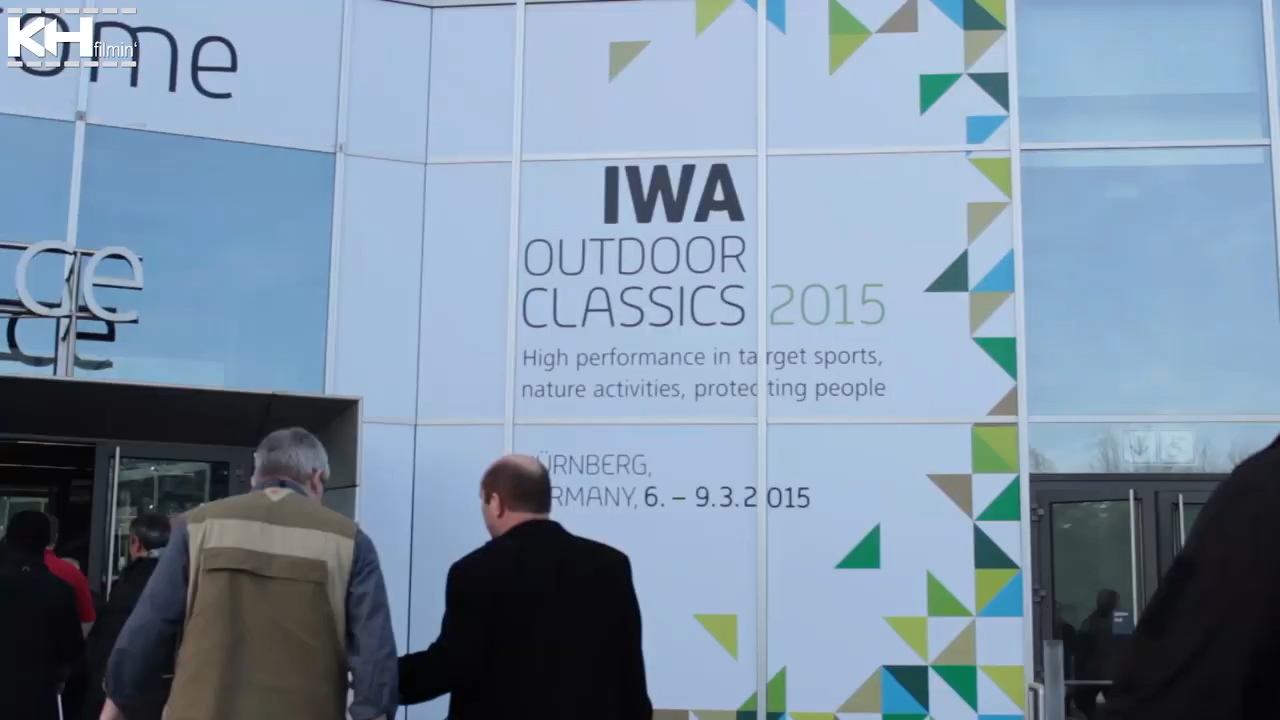 KH filmin'
ome
ce
IWA
OUTDOOR
CLASSICS 2015
High performance in target sports,
nature activities, protecting people
ÜRNBERG,
RMANY, 6. – 9.3.2015